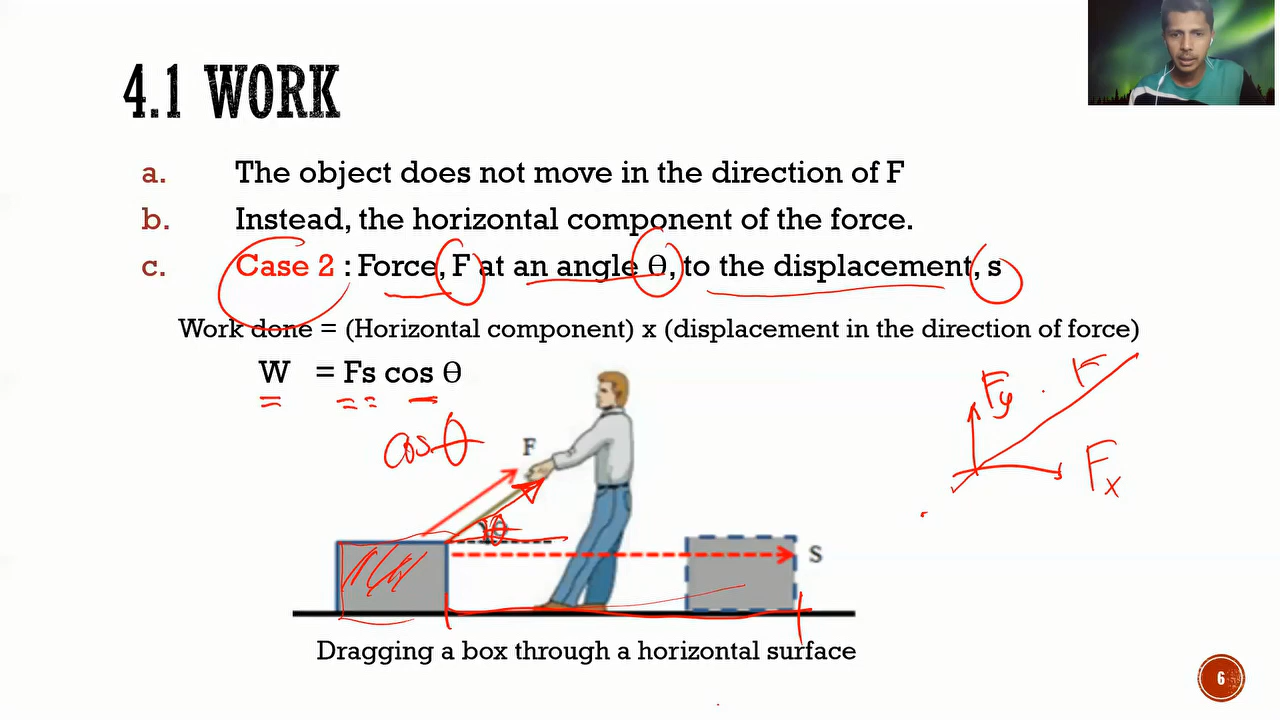 4.1 WORK
a. The object does not move in the direction of F
b. Instead, the horizontal component of the force.
c. Case 2 : Force, F at an angle Θ, to the displacement, s
Work done = (Horizontal component) x (displacement in the direction of force)
W = Fs cos Θ
Fy F
cos θ
F
Fx
θ
S
Dragging a box through a horizontal surface
6